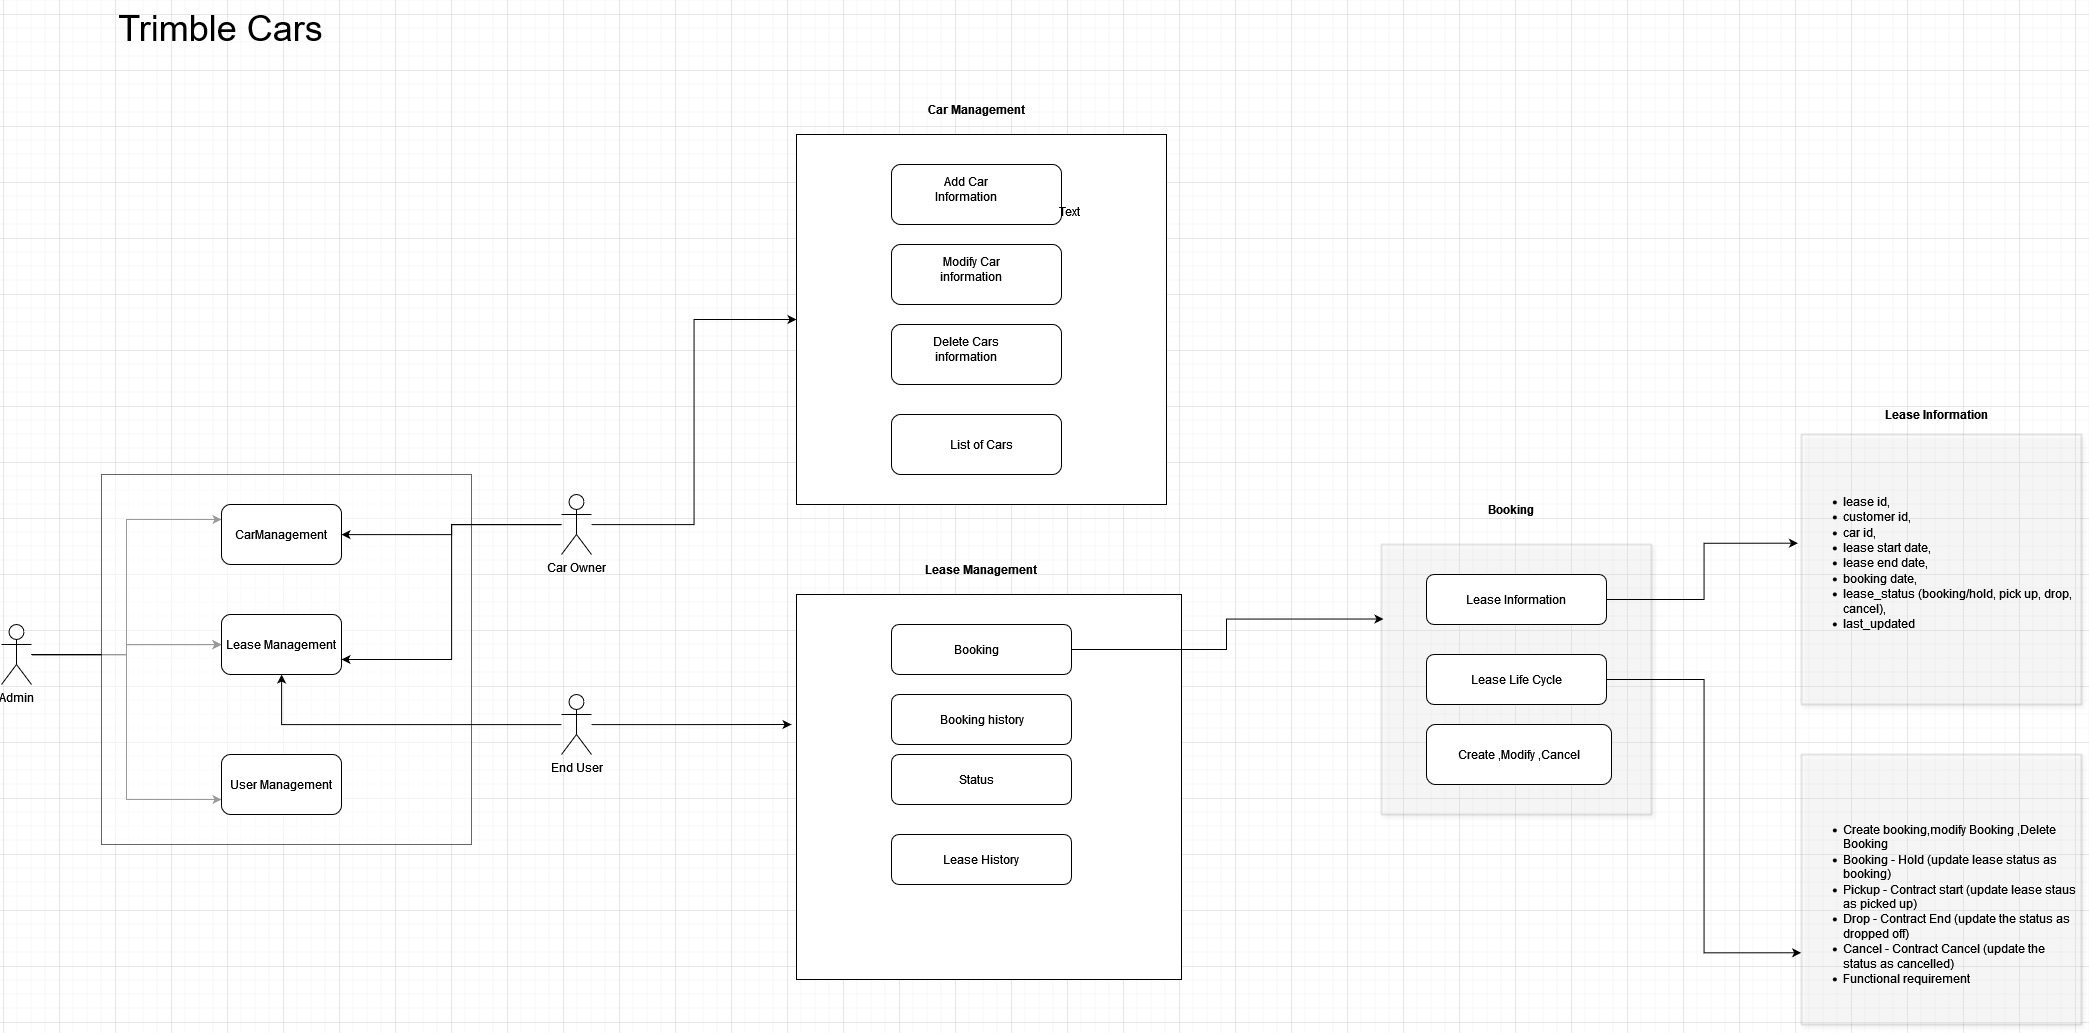 Trimble Cars
Car Management
Add Car
Information
Text
Modify Car
information
Delete Cars
information
List of Cars
CarManagement
Lease Management
User Management
Admin
Car Owner
End User
Lease Management
Booking
Booking history
Status
Lease History
Booking
Lease Information
Lease Life Cycle
Create ,Modify ,Cancel
Lease Information
• lease id,
• customer id,
• car id,
• lease start date,
• lease end date,
• booking date,
• lease_status (booking/hold, pick up, drop,
cancel),
• last_updated
• Create booking,modify Booking ,Delete
Booking
• Booking - Hold (update lease status as
booking)
• Pickup - Contract start (update lease staus
as picked up)
• Drop - Contract End (update the status as
dropped off)
• Cancel - Contract Cancel (update the
status as cancelled)
• Functional requirement